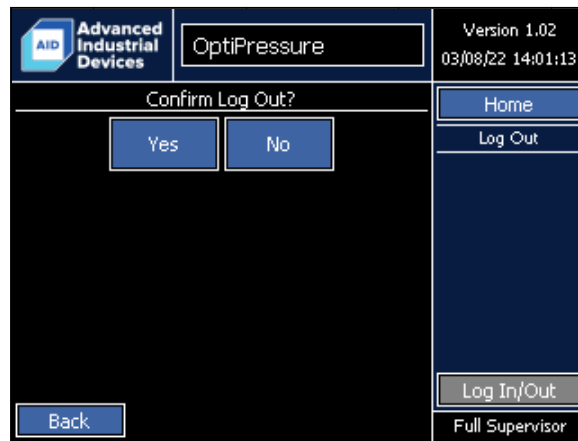 AID
Advanced
Industrial
Devices
OptiPressure
Version 1.02
03/08/22 14:01:13
Confirm Log Out?
Yes
No
Home
Log Out
Log In/Out
Back
Full Supervisor